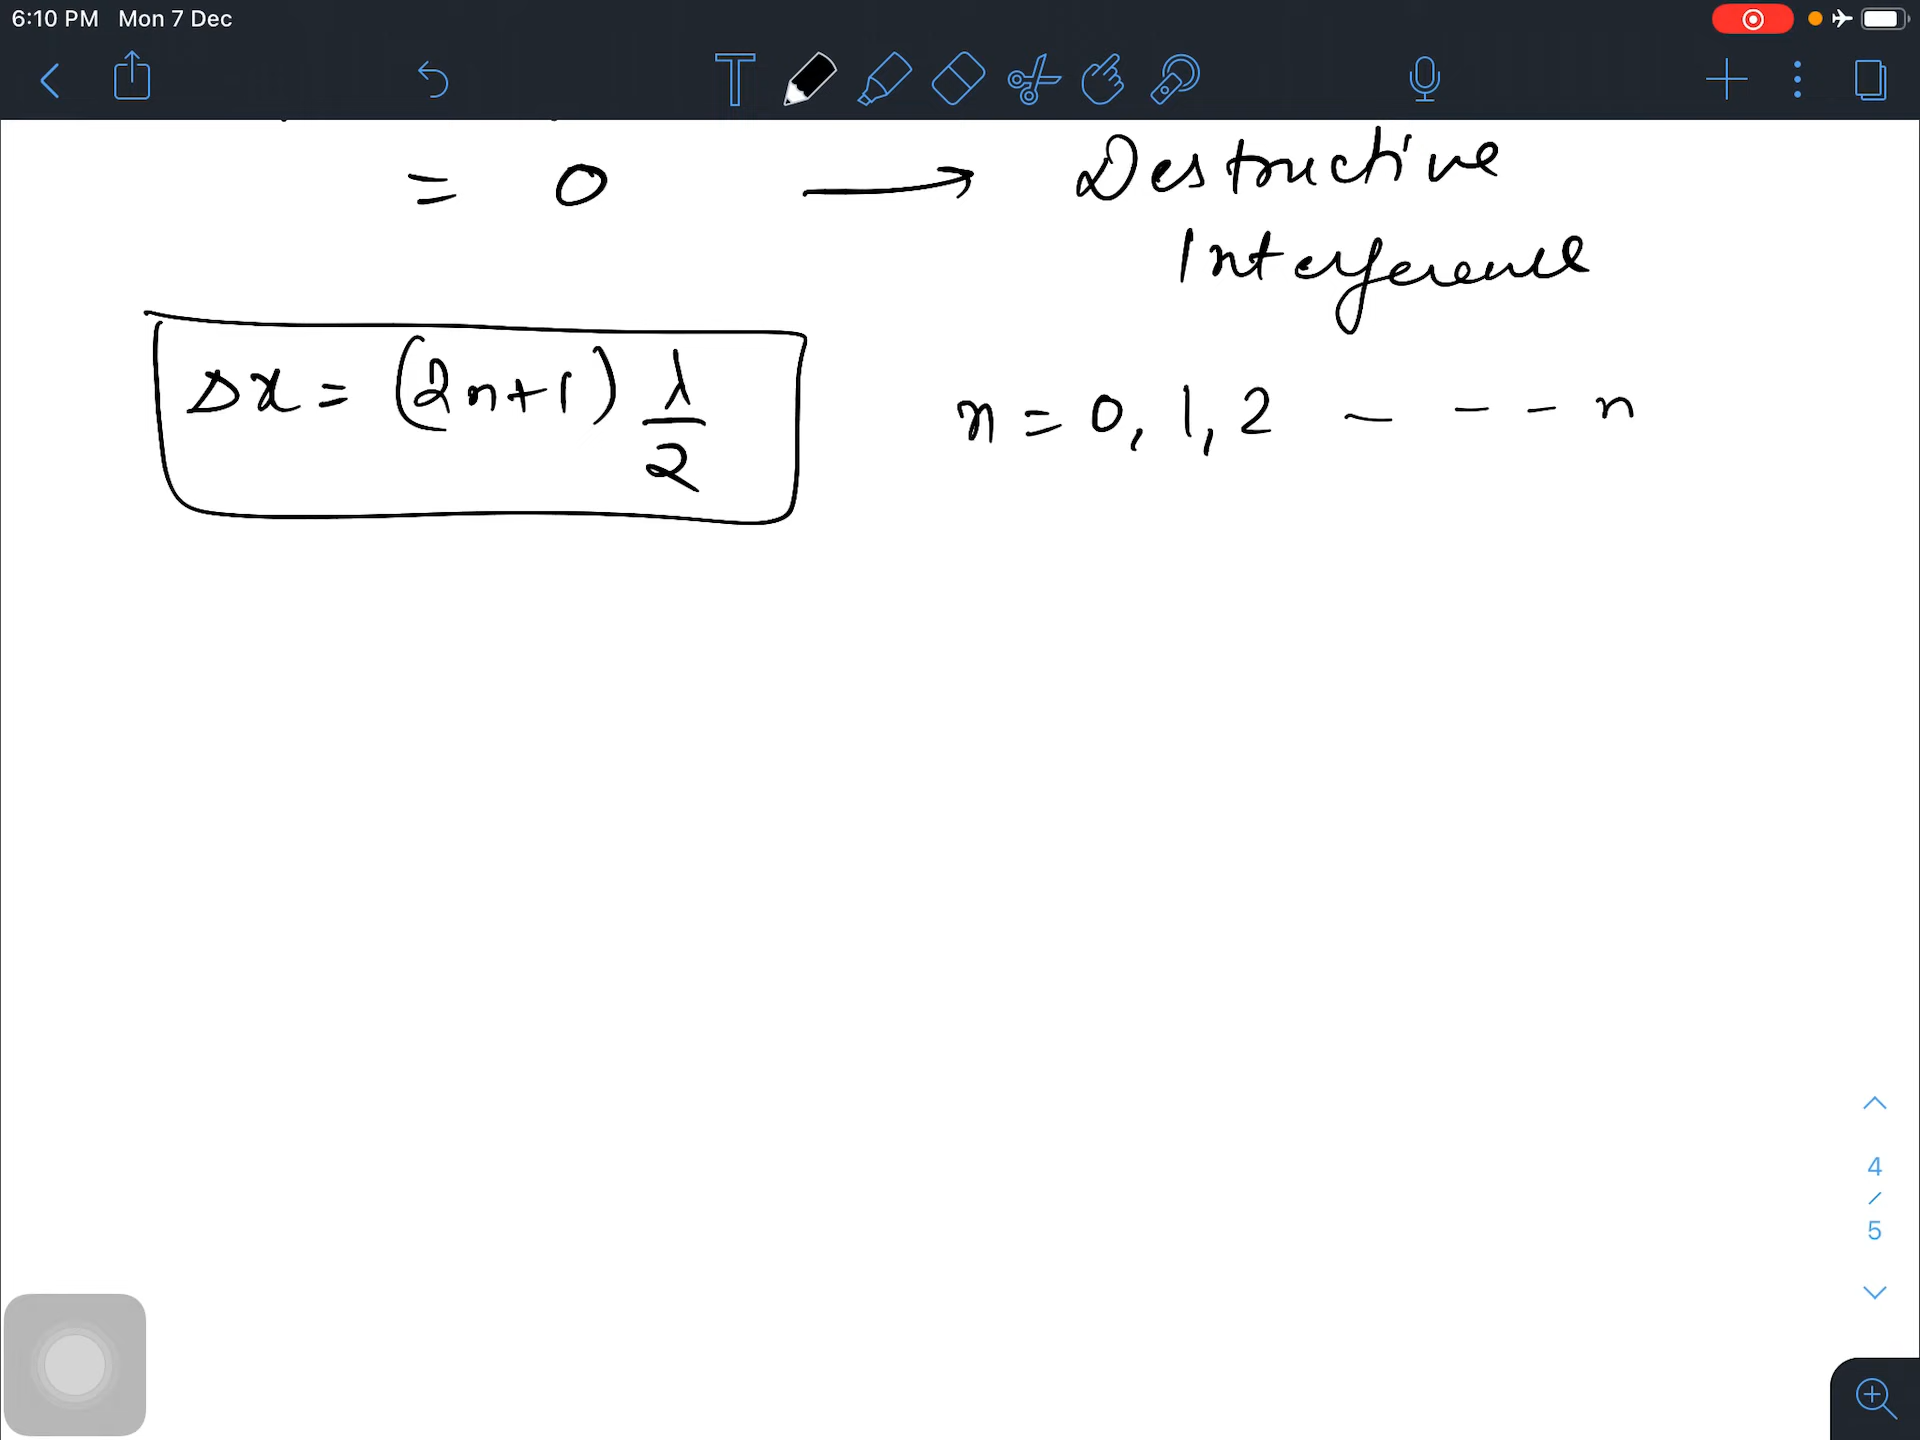 6:10 PM Mon 7 Dec
T
= 0 → Destructive
Interference
Δx = (2n+1) λ/2
n = 0, 1, 2 - - - n
4
/
5